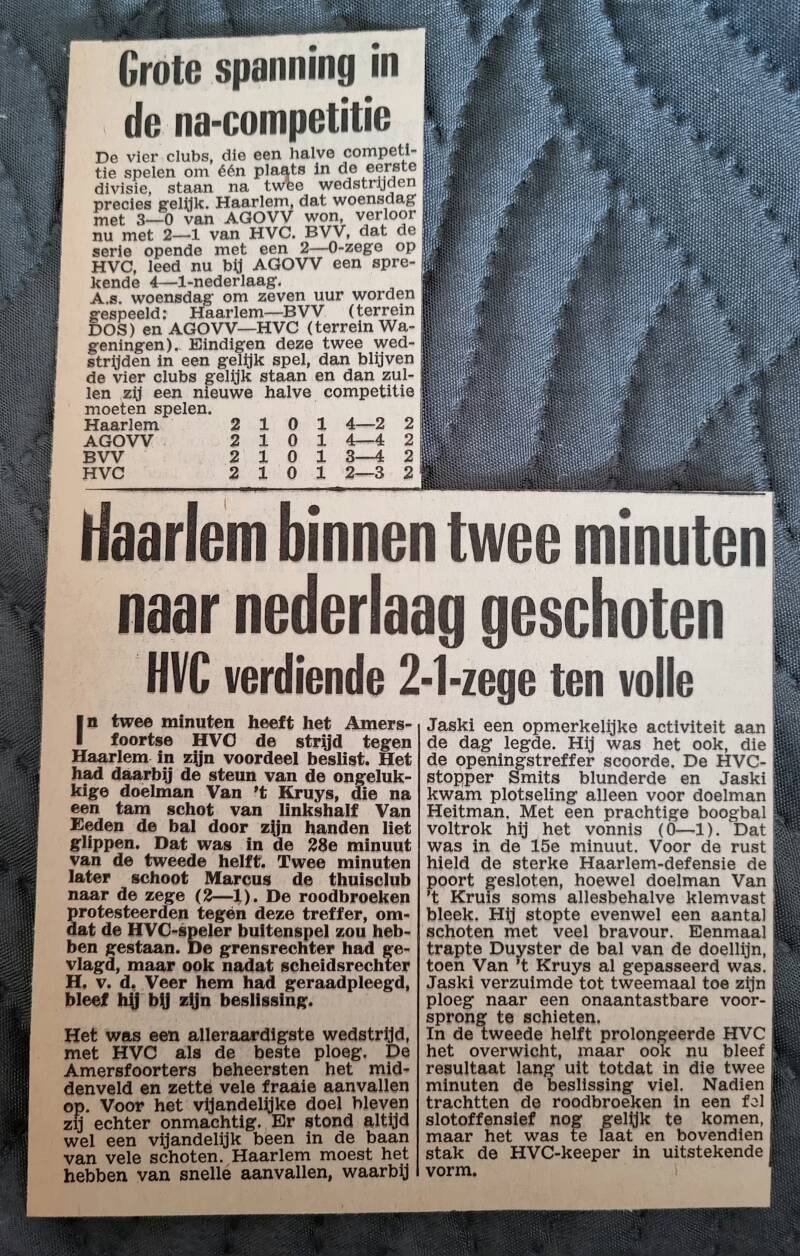 Grote spanning in
de na-competitie
De vier clubs, die een halve competi-
tie spelen om één plaats in de eerste
divisie, staan na twee wedstrijden
precies gelijk. Haarlem, dat woensdag
met 3—0 van AGOVV won, verloor
nu met 2—1 van HVC. BVV, dat de
serie opende met een 2—0-zege op
HVC, leed nu bij AGOVV een spre-
kende 4—1-nederlaag.
A.s. woensdag om zeven uur worden
gespeeld: Haarlem—BVV (terrein
DOS) en AGOVV—HVC (terrein Wa-
geningen). Eindigen deze twee wed-
strijden in een gelijk spel, dan blijven
de vier clubs gelijk staan en dan zul-
len zij een nieuwe halve competitie
moeten spelen.
Haarlem 2 1 0 1 4—2 2
AGOVV 2 1 0 1 4—4 2
BVV 2 1 0 1 3—4 2
HVC 2 1 0 1 2—3 2
Haarlem binnen twee minuten
naar nederlaag geschoten
HVC verdiende 2-1-zege ten volle
In twee minuten heeft het Amers-
foortse HVC de strijd tegen
Haarlem in zijn voordeel beslist. Het
had daarbij de steun van de ongeluk-
kige doelman Van 't Kruys, die na
een tam schot van linkshalf Van
Eeden de bal door zijn handen liet
glippen. Dat was in de 28e minuut
van de tweede helft. Twee minuten
later schoot Marcus de thuisclub
naar de zege (2—1). De roodbroeken
protesteerden tegen deze treffer, om-
dat de HVC-speler buitenspel zou heb-
ben gestaan. De grensrechter had ge-
vlagd, maar ook nadat scheidsrechter
H. v. d. Veer hem had geraadpleegd,
bleef hij bij zijn beslissing.
Het was een alleraardigste wedstrijd,
met HVC als de beste ploeg. De
Amersfoorters beheersten het mid-
denveld en zette vele fraaie aanvallen
op. Voor het vijandelijke doel bleven
zij echter onmachtig. Er stond altijd
wel een vijandelijk been in de baan
van vele schoten. Haarlem moest het
hebben van snelle aanvallen, waarbij
Jaski een opmerkelijke activiteit aan
de dag legde. Hij was het ook, die
de openingstreffer scoorde. De HVC-
stopper Smits blunderde en Jaski
kwam plotseling alleen voor doelman
Heitman. Met een prachtige boogbal
voltrok hij het vonnis (0—1). Dat
was in de 15e minuut. Voor de rust
hield de sterke Haarlem-defensie de
poort gesloten, hoewel doelman Van
't Kruis soms allesbehalve klemvast
bleek. Hij stopte evenwel een aantal
schoten met veel bravour. Eenmaal
trapte Duyster de bal van de doellijn,
toen Van 't Kruys al gepasseerd was.
Jaski verzuimde tot tweemaal toe zijn
ploeg naar een onaantastbare voor-
sprong te schieten.
In de tweede helft prolongeerde HVC
het overwicht, maar ook nu bleef
resultaat lang uit totdat in die twee
minuten de beslissing viel. Nadien
trachtten de roodbroeken in een fel
slotoffensief nog gelijk te komen,
maar het was te laat en bovendien
stak de HVC-keeper in uitstekende
vorm.